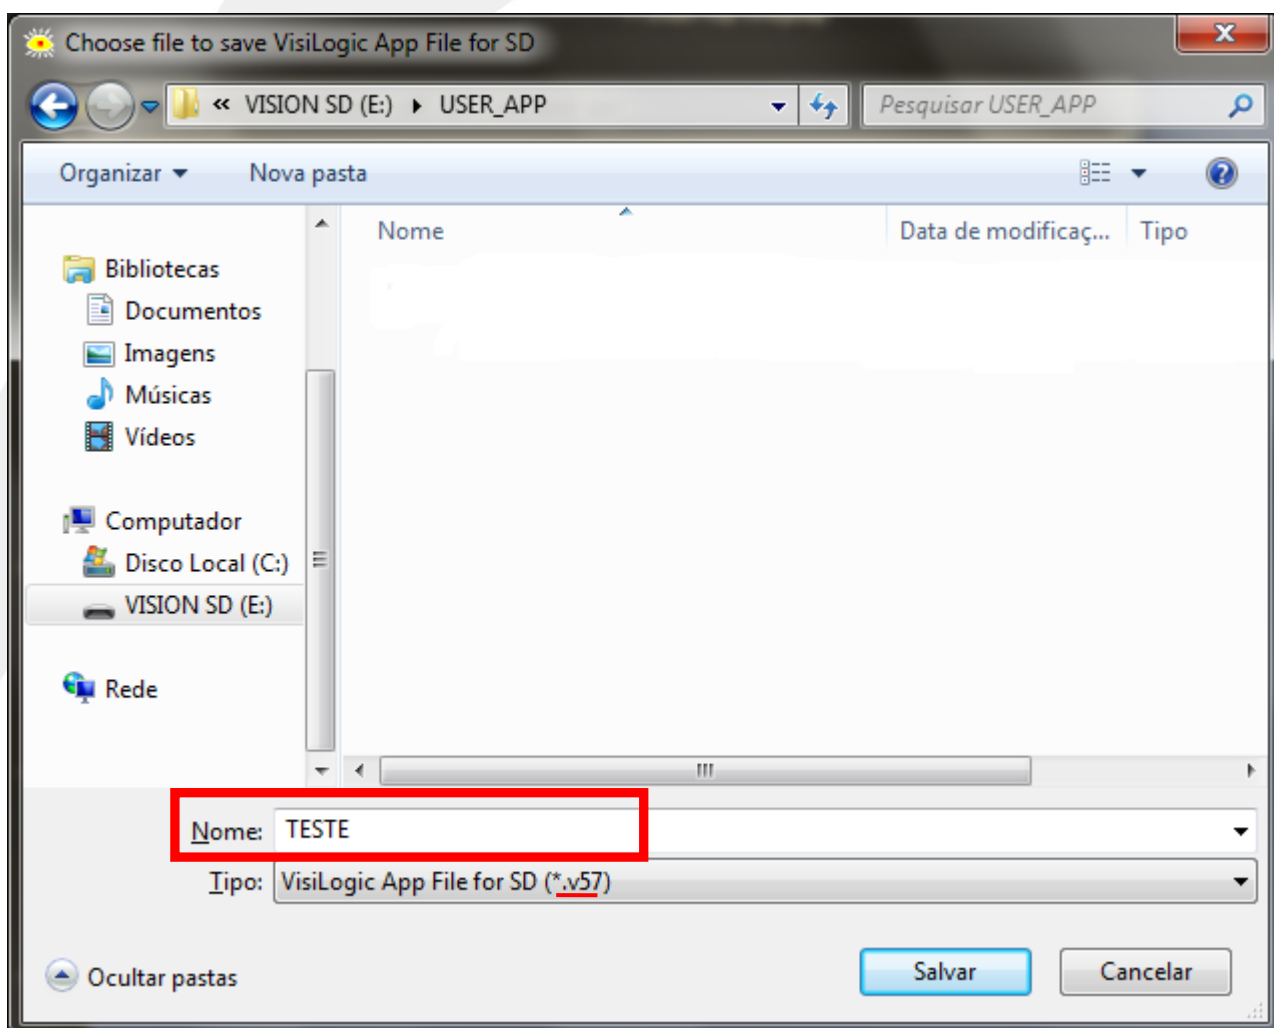 Choose file to save VisiLogic App File for SD
« VISION SD (E:) ▸ USER_APP
Pesquisar USER_APP
Organizar
Nova pasta
Nome
Data de modificaç...
Tipo
Bibliotecas
Documentos
Imagens
Músicas
Vídeos
Computador
Disco Local (C:)
VISION SD (E:)
Rede
Nome: TESTE
Tipo: VisiLogic App File for SD (*.v57)
Ocultar pastas
Salvar
Cancelar